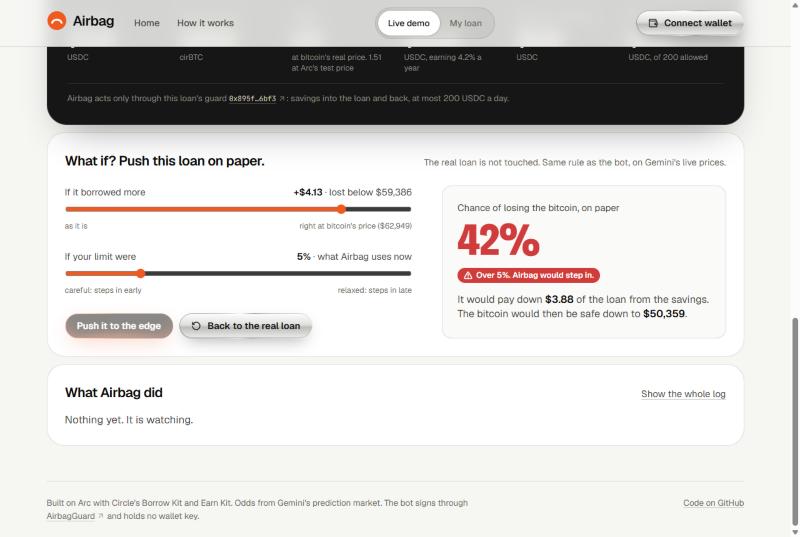 Airbag
Home
How it works
Live demo
My loan
Connect wallet
USDC
cirBTC
at bitcoin's real price. 1.51
at Arc's test price
USDC, earning 4.2% a
year
USDC
USDC, of 200 allowed
Airbag acts only through this loan's guard 0x895f…6bf3 ↗: savings into the loan and back, at most 200 USDC a day.
What if? Push this loan on paper.
The real loan is not touched. Same rule as the bot, on Gemini's live prices.
If it borrowed more
+$4.13 · lost below $59,386
as it is
right at bitcoin's price ($62,949)
If your limit were
5% · what Airbag uses now
careful: steps in early
relaxed: steps in late
Push it to the edge
Back to the real loan
Chance of losing the bitcoin, on paper
42%
Over 5%. Airbag would step in.
It would pay down $3.88 of the loan from the savings.
The bitcoin would then be safe down to $50,359.
What Airbag did
Show the whole log
Nothing yet. It is watching.
Built on Arc with Circle's Borrow Kit and Earn Kit. Odds from Gemini's prediction market. The bot signs through
AirbagGuard ↗ and holds no wallet key.
Code on GitHub